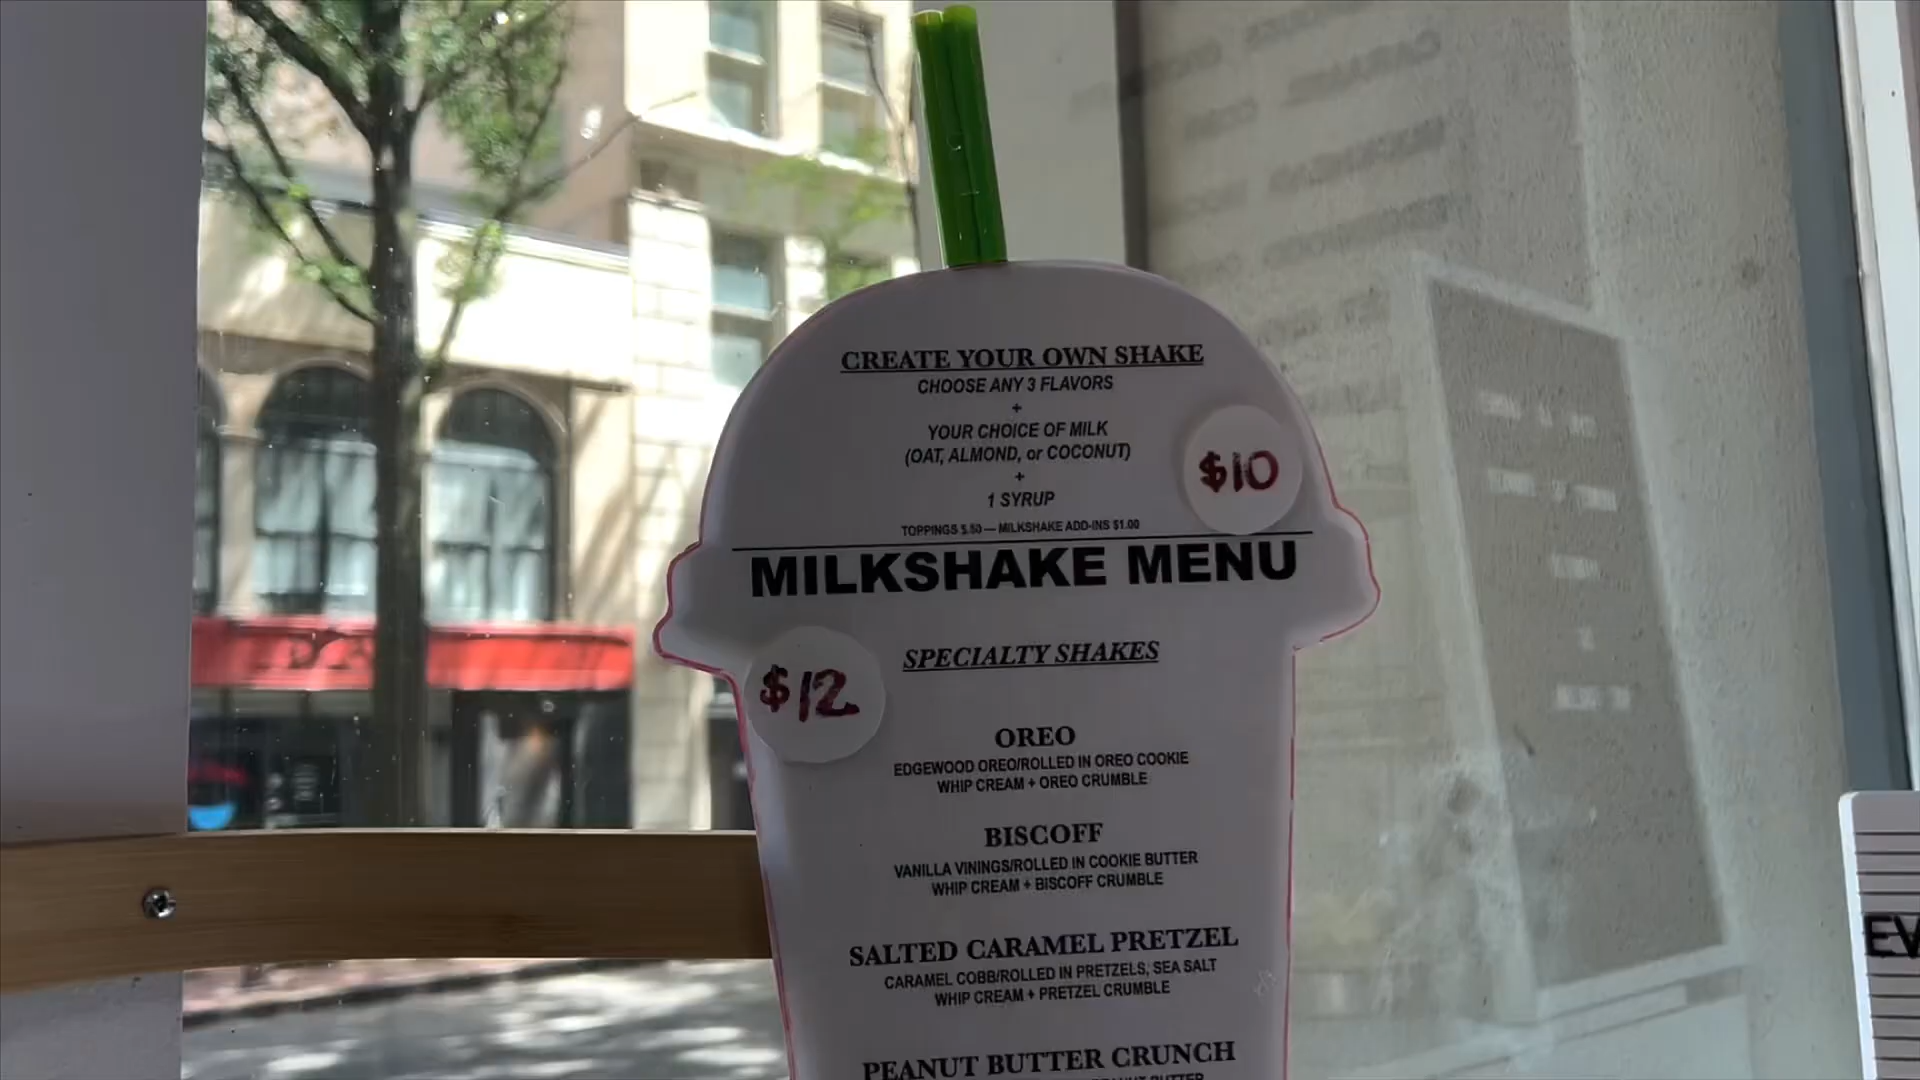 CREATE YOUR OWN SHAKE
CHOOSE ANY 3 FLAVORS
+
YOUR CHOICE OF MILK
(OAT, ALMOND, or COCONUT)
+
1 SYRUP
$10
TOPPINGS $.50 — MILKSHAKE ADD-INS $1.00
MILKSHAKE MENU
SPECIALTY SHAKES
$12
OREO
EDGEWOOD OREO/ROLLED IN OREO COOKIE
WHIP CREAM + OREO CRUMBLE
BISCOFF
VANILLA VININGS/ROLLED IN COOKIE BUTTER
WHIP CREAM + BISCOFF CRUMBLE
SALTED CARAMEL PRETZEL
CARAMEL COBB/ROLLED IN PRETZELS, SEA SALT
WHIP CREAM + PRETZEL CRUMBLE
PEANUT BUTTER CRUNCH
EV